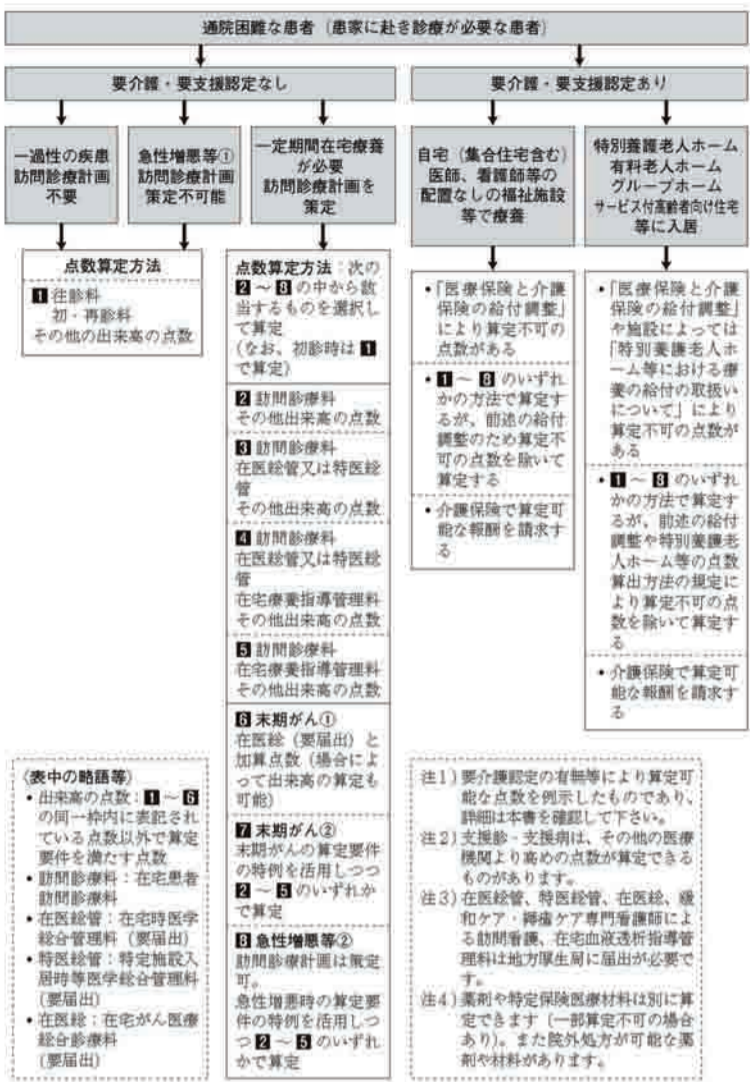 通院困難な患者（患家に赴き診療が必要な患者）
要介護・要支援認定なし
要介護・要支援認定あり
一過性の疾患
訪問診療計画
不要
急性増悪等①
訪問診療計画
策定不可能
一定期間在宅療養
が必要
訪問診療計画を
策定
自宅（集合住宅含む）
医師、看護師等の
配置なしの福祉施設
等で療養
特別養護老人ホーム
有料老人ホーム
グループホーム
サービス付高齢者向け住宅
等に入居
点数算定方法
1 往診料
初・再診料
その他の出来高の点数
点数算定方法：次の
2～8の中から該
当するものを選択し
て算定
(なお、初診時は1
で算定)
2 訪問診療料
その他出来高の点数
3 訪問診療料
在医総管又は特医総
管
その他出来高の点数
4 訪問診療料
在医総管又は特医総
管
在宅療養指導管理料
その他出来高の点数
5 訪問診療料
在宅療養指導管理料
その他出来高の点数
6 末期がん①
在医総（要届出）と
加算点数（場合によ
って出来高の算定も
可能）
7 末期がん②
末期がんの算定要件
の特例を活用しつつ
2～5のいずれか
で算定
8 急性増悪等②
訪問診療計画は策定
可。
急性増悪時の算定要
件の特例を活用しつ
つ2～5のいずれ
かで算定
・「医療保険と介護
保険の給付調整」
により算定不可の
点数がある
・1～8のいずれ
かの方法で算定す
るが、前述の給付
調整のため算定不
可の点数を除いて
算定する
・介護保険で算定可
能な報酬を請求す
る
・「医療保険と介護
保険の給付調整」
や施設によっては
「特別養護老人ホ
ーム等における療
養の給付の取扱い
について」により
算定不可の点数が
ある
・1～8のいずれ
かの方法で算定す
るが、前述の給付
調整や特別養護老
人ホーム等の点数
算出方法の規定に
より算定不可の点
数を除いて算定す
る
・介護保険で算定可
能な報酬を請求す
る
〈表中の略語等〉
・出来高の点数：1～6
の同一枠内に表記され
ている点数以外で算定
要件を満たす点数
・訪問診療料：在宅患者
訪問診療料
・在医総管：在宅時医学
総合管理料（要届出）
・特医総管：特定施設入
居時等医学総合管理料
(要届出)
・在医総：在宅がん医療
総合診療料
(要届出)
注1）要介護認定の有無等により算定可
能な点数を例示したものであり、
詳細は本書を確認して下さい。
注2）支援診・支援病は、その他の医療
機関より高めの点数が算定できる
ものがあります。
注3）在医総管、特医総管、在医総、緩
和ケア・褥瘡ケア専門看護師によ
る訪問看護、在宅血液透析指導管
理料は地方厚生局に届出が必要で
す。
注4）薬剤や特定保険医療材料は別に算
定できます（一部算定不可の場合
あり）。また院外処方が可能な薬
剤や材料があります。